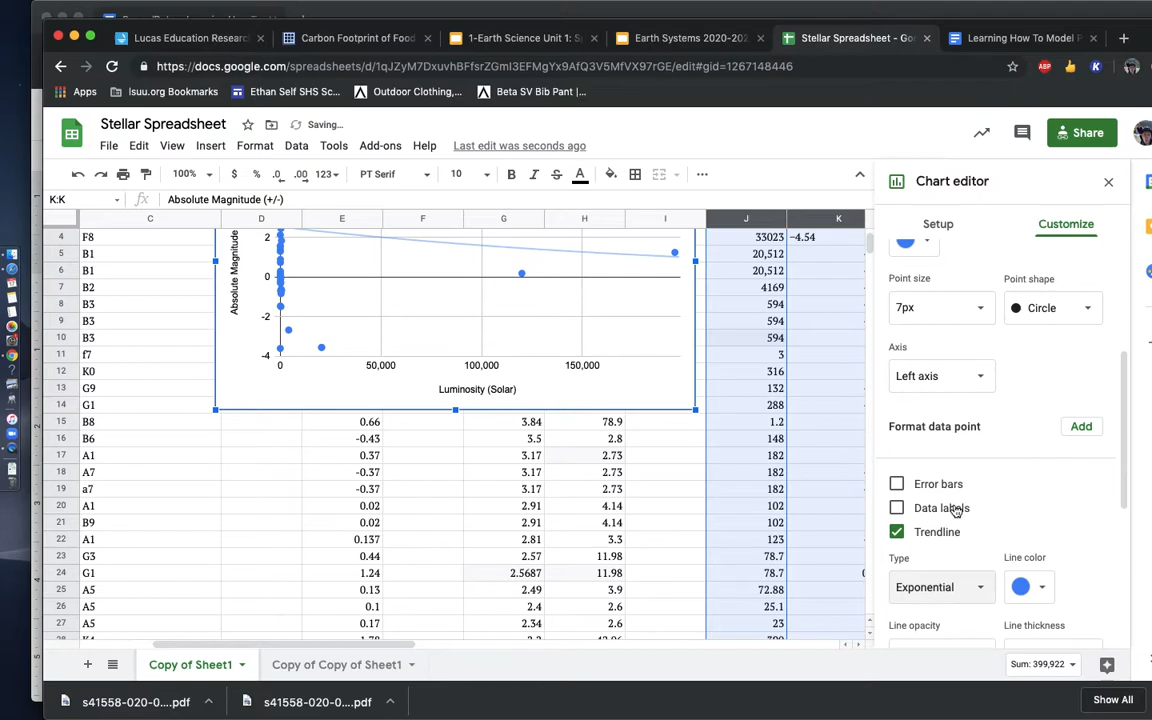 Lucas Education Researc
Carbon Footprint of Food
1-Earth Science Unit 1: S
Earth Systems 2020-202
Stellar Spreadsheet - Goo
Learning How To Model P
https://docs.google.com/spreadsheets/d/1qJZyM7DxuvhBFfsrZGmI3EFMgYx9AfQ3V5MfVX97rGE/edit#gid=1267148446
ABP
K
Apps
lsuu.org Bookmarks
Ethan Self SHS Sc...
Outdoor Clothing,...
Beta SV Bib Pant |...
Stellar Spreadsheet
Saving...
File Edit View Insert Format Data Tools Add-ons Help Last edit was seconds ago
Share
100% $ % .0 .00 123 PT Serif 10 B I S A ...
K:K fx Absolute Magnitude (+/-)
C D E F G H I J K
4 F8 33023 −4.54
5 B1 20,512
6 B1 20,512
7 B2 4169
8 B3 594
9 B3 594
10 B3 594
11 f7 3
12 K0 316
13 G9 132
14 G1 288
15 B8 0.66 3.84 78.9 1.2
16 B6 -0.43 3.5 2.8 148
17 A1 0.37 3.17 2.73 182
18 A7 -0.37 3.17 2.73 182
19 a7 -0.37 3.17 2.73 182
20 A1 0.02 2.91 4.14 102
21 B9 0.02 2.91 4.14 102
22 A1 0.137 2.81 3.3 123
23 G3 0.44 2.57 11.98 78.7
24 G1 1.24 2.5687 11.98 78.7
25 A5 0.13 2.49 3.9 72.88
26 A5 0.1 2.4 2.6 25.1
27 A5 0.17 2.34 2.6 23
Absolute Magnitude
2
0
-2
-4
0 50,000 100,000 150,000
Luminosity (Solar)
Chart editor
Setup Customize
Point size Point shape
7px Circle
Axis
Left axis
Format data point Add
Error bars
Data labels
Trendline
Type Line color
Exponential
Line opacity Line thickness
Copy of Sheet1
Copy of Copy of Sheet1
Sum: 399,922
s41558-020-0....pdf
s41558-020-0....pdf
Show All